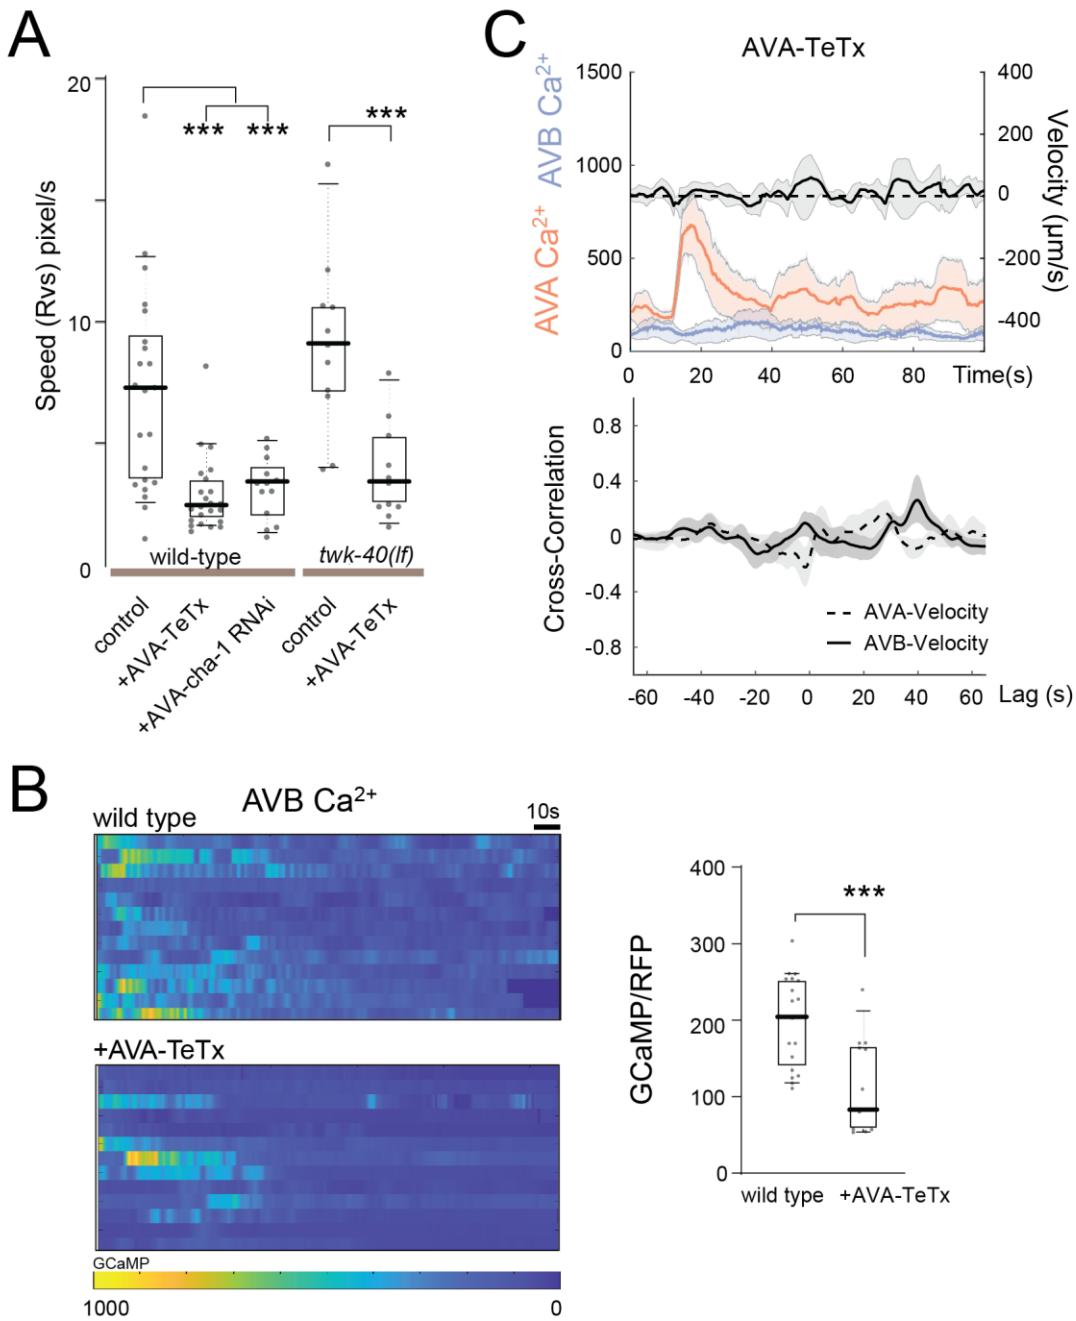 A
20
10
0
Speed (Rvs) pixel/s
***
***
***
wild-type
twk-40(lf)
control
+AVA-TeTx
+AVA-cha-1 RNAi
control
+AVA-TeTx
C
AVA-TeTx
AVA Ca2+
AVB Ca2+
1500
1000
500
0
400
200
0
-200
-400
Velocity (μm/s)
0
20
40
60
80
Time(s)
Cross-Correlation
0.8
0.4
0
-0.4
-0.8
AVA-Velocity
AVB-Velocity
-60
-40
-20
0
20
40
60
Lag (s)
B
AVB Ca2+
wild type
10s
+AVA-TeTx
GCaMP
1000
0
GCaMP/RFP
400
300
200
100
0
***
wild type
+AVA-TeTx